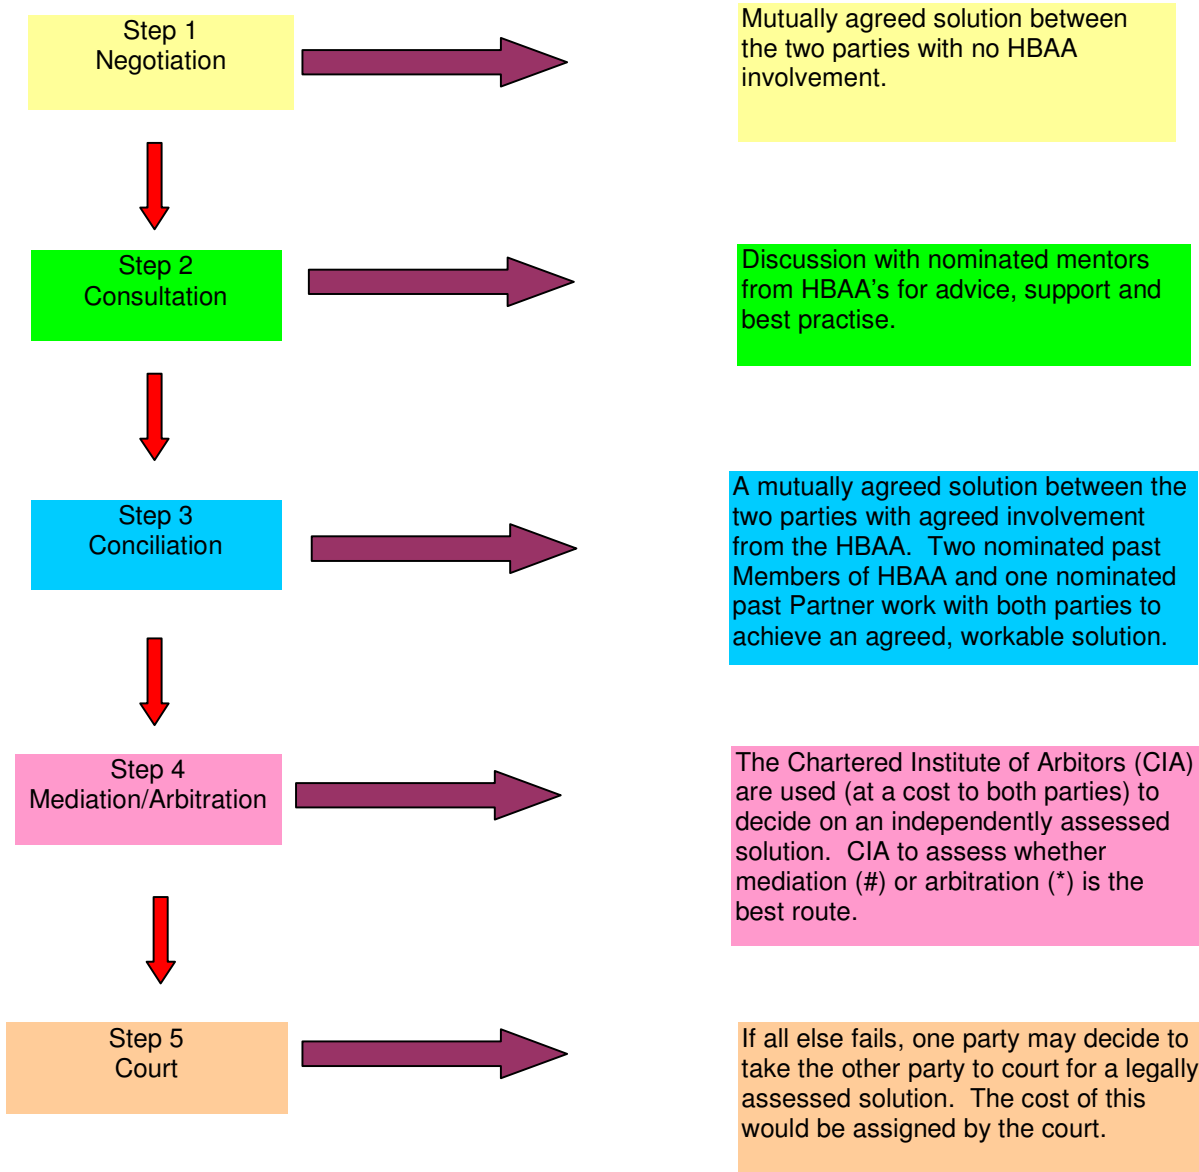 Step 1
Negotiation
Mutually agreed solution between
the two parties with no HBAA
involvement.
Step 2
Consultation
Discussion with nominated mentors
from HBAA's for advice, support and
best practise.
Step 3
Conciliation
A mutually agreed solution between the
two parties with agreed involvement
from the HBAA.  Two nominated past
Members of HBAA and one nominated
past Partner work with both parties to
achieve an agreed, workable solution.
Step 4
Mediation/Arbitration
The Chartered Institute of Arbitors (CIA)
are used (at a cost to both parties) to
decide on an independently assessed
solution.  CIA to assess whether
mediation (#) or arbitration (*) is the
best route.
Step 5
Court
If all else fails, one party may decide to
take the other party to court for a legally
assessed solution.  The cost of this
would be assigned by the court.